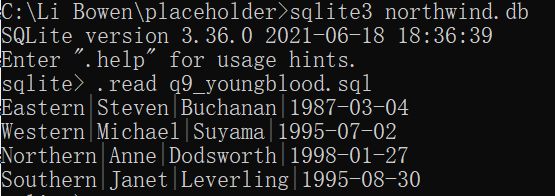 C:\Li Bowen\placeholder>sqlite3 northwind.db
SQLite version 3.36.0 2021-06-18 18:36:39
Enter ".help" for usage hints.
sqlite> .read q9_youngblood.sql
Eastern|Steven|Buchanan|1987-03-04
Western|Michael|Suyama|1995-07-02
Northern|Anne|Dodsworth|1998-01-27
Southern|Janet|Leverling|1995-08-30